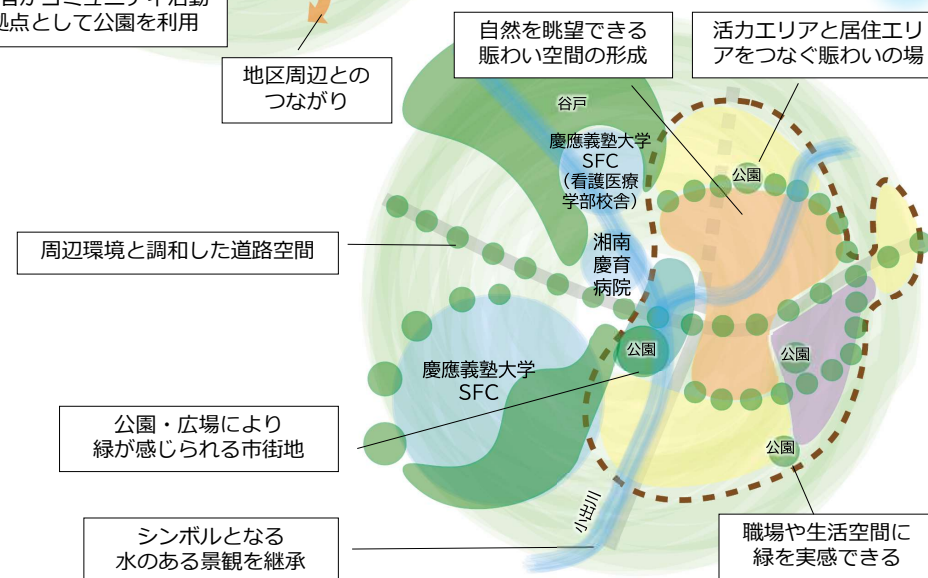 拠点として公園を利用
地区周辺との
つながり
自然を眺望できる
賑わい空間の形成
活力エリアと居住エリ
アをつなぐ賑わいの場
谷戸
慶應義塾大学
SFC
（看護医療
学部校舎）
公園
周辺環境と調和した道路空間
湘南
慶育
病院
公園
公園
慶應義塾大学
SFC
公園・広場により
緑が感じられる市街地
公園
小出川
シンボルとなる
水のある景観を継承
職場や生活空間に
緑を実感できる